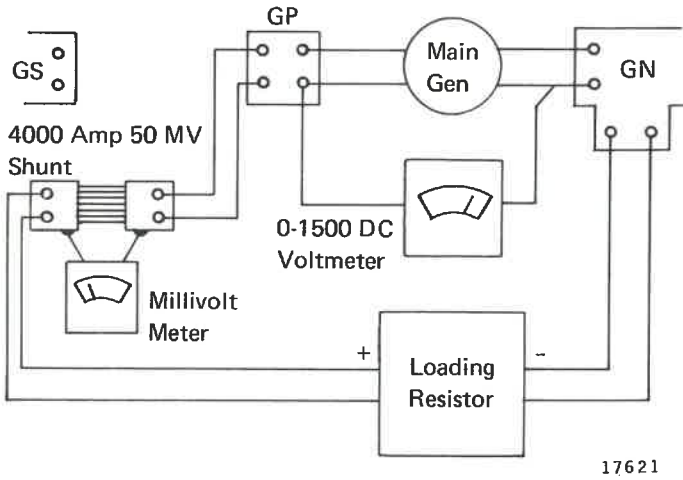 GP
GS
Main
Gen
GN
4000 Amp 50 MV
Shunt
0-1500 DC
Voltmeter
Millivolt
Meter
+
-
Loading
Resistor
17621